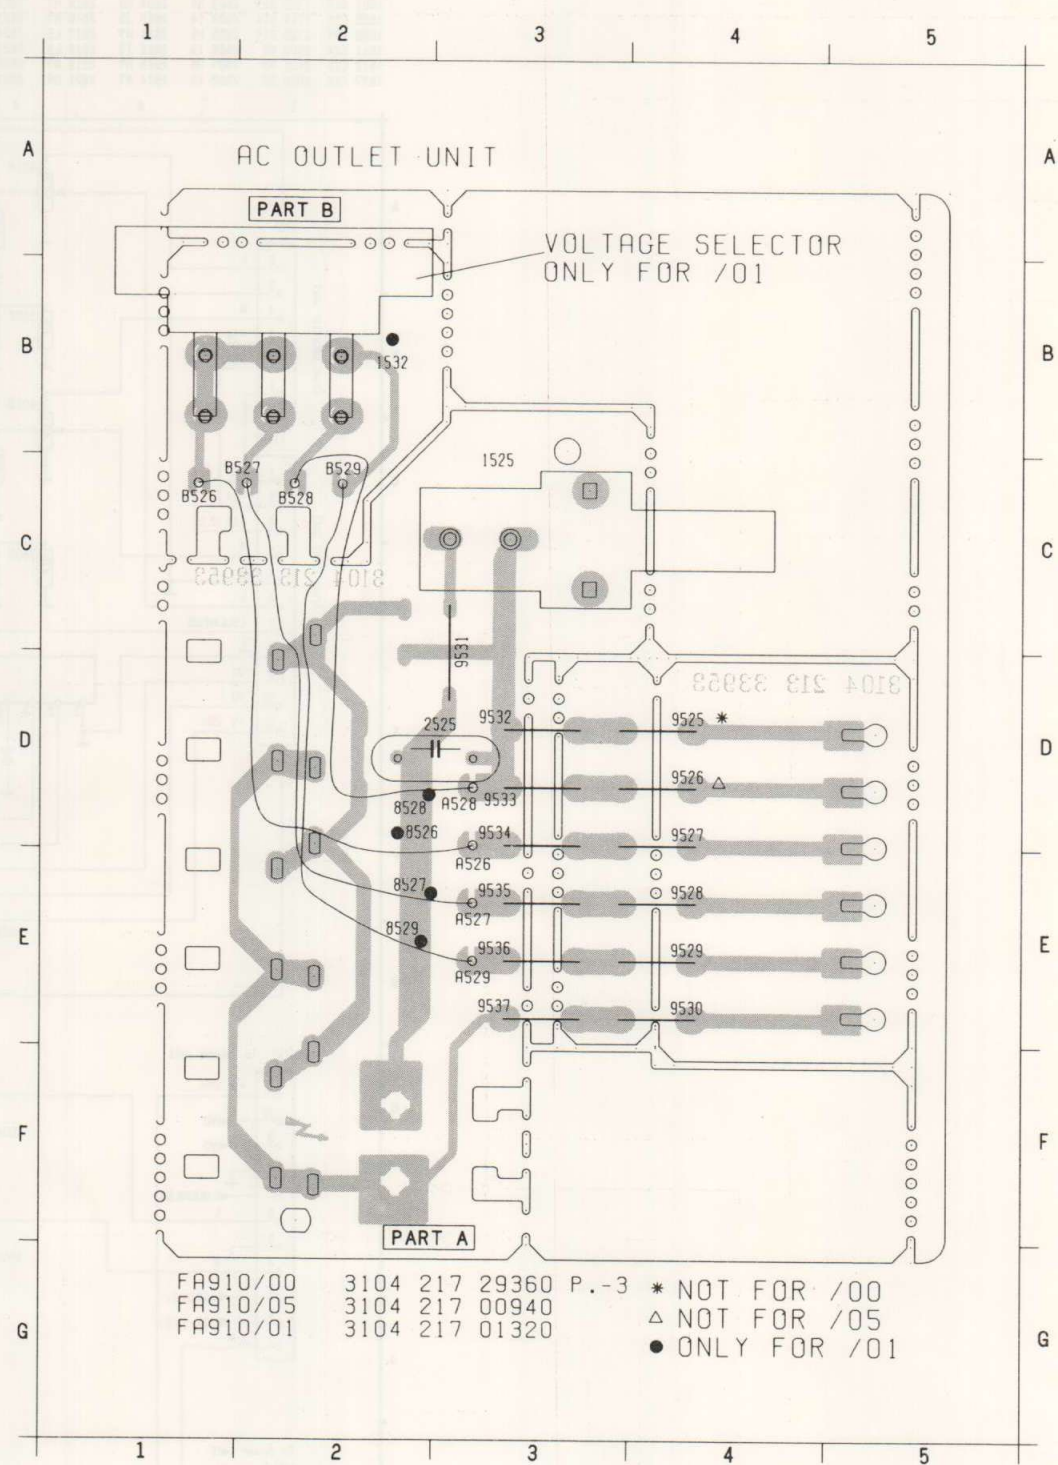 1 2 3 4 5
A A
AC OUTLET UNIT
PART B
VOLTAGE SELECTOR
ONLY FOR /01
B B
1532
1525
B527 B529
B526 B528
C C
3104 213 33953
9531
3104 213 33953
2525 9532 9525 *
D D
9526 △
8528 A528 9533
8526 9534 9527
A526
8527 9535 9528
A527
8529
E E
9536 9529
A529
9537 9530
F F
PART A
FA910/00 3104 217 29360 P.-3
FA910/05 3104 217 00940
FA910/01 3104 217 01320
* NOT FOR /00
△ NOT FOR /05
● ONLY FOR /01
G G
1 2 3 4 5